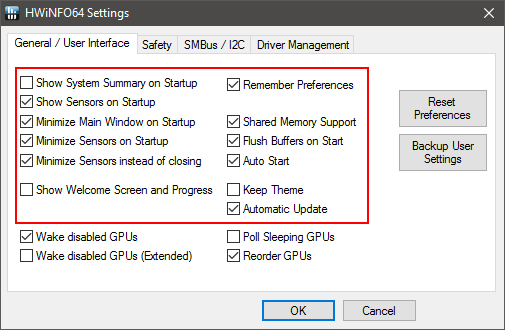 HWiNFO64 Settings
General / User Interface
Safety
SMBus / I2C
Driver Management
Show System Summary on Startup
Remember Preferences
Show Sensors on Startup
Minimize Main Window on Startup
Shared Memory Support
Minimize Sensors on Startup
Flush Buffers on Start
Minimize Sensors instead of closing
Auto Start
Show Welcome Screen and Progress
Keep Theme
Automatic Update
Wake disabled GPUs
Poll Sleeping GPUs
Wake disabled GPUs (Extended)
Reorder GPUs
Reset
Preferences
Backup User
Settings
OK
Cancel